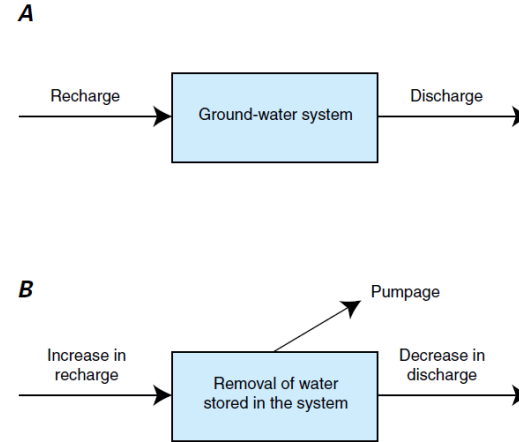 A
Recharge
Ground-water system
Discharge
B
Pumpage
Increase in
recharge
Removal of water
stored in the system
Decrease in
discharge